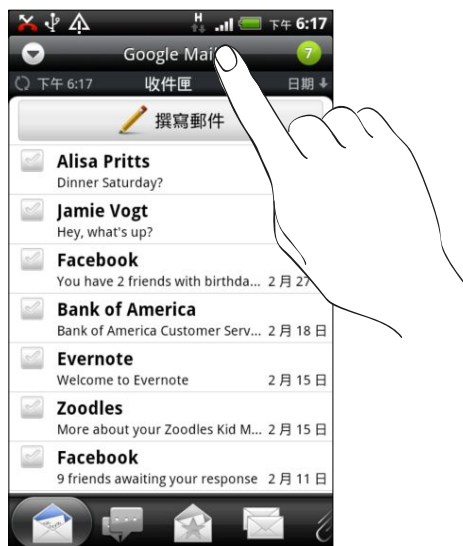 H 下午 6:17
Google Mail 7
下午 6:17 收件匣 日期
撰寫郵件
Alisa Pritts
Dinner Saturday?
Jamie Vogt
Hey, what's up?
Facebook
You have 2 friends with birthda... 2 月 27
Bank of America
Bank of America Customer Serv... 2 月 18 日
Evernote
Welcome to Evernote 2 月 15 日
Zoodles
More about your Zoodles Kid M... 2 月 15 日
Facebook
9 friends awaiting your response 2 月 11 日